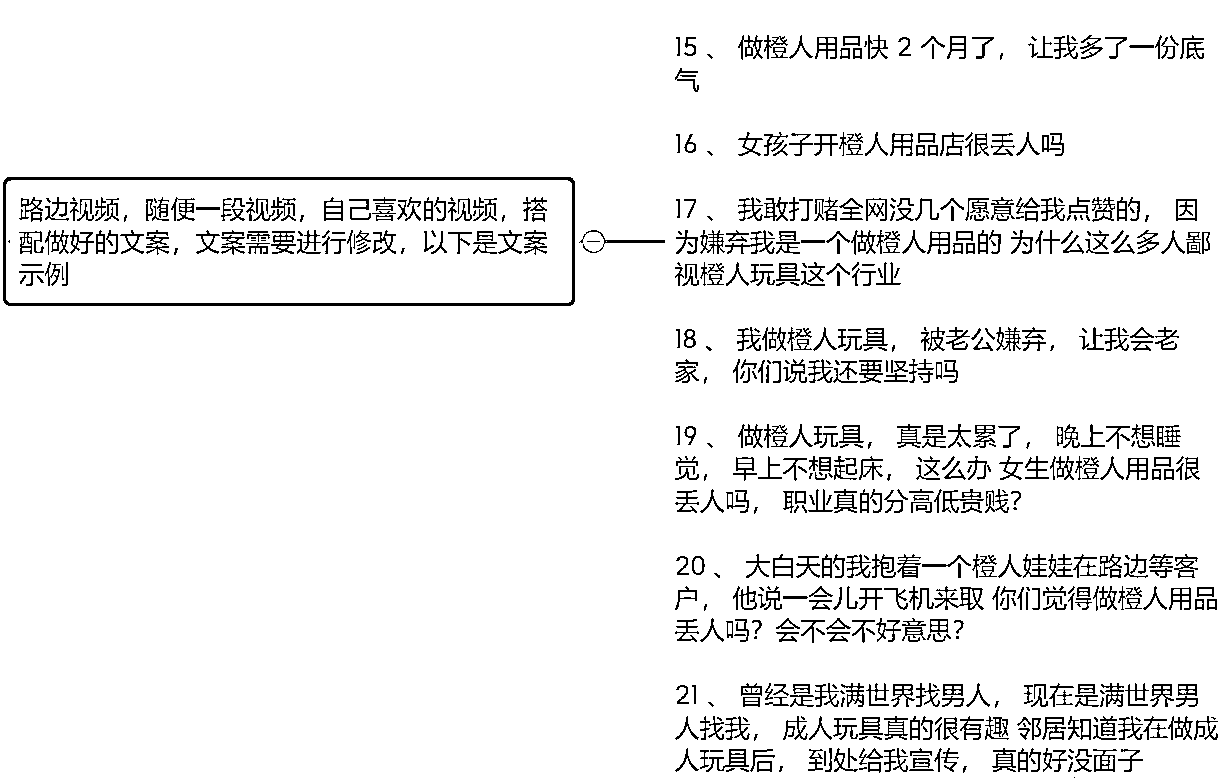 路边视频，随便一段视频，自己喜欢的视频，搭
配做好的文案，文案需要进行修改，以下是文案
示例
15 、 做橙人用品快 2 个月了， 让我多了一份底
气
16 、 女孩子开橙人用品店很丢人吗
17 、 我敢打赌全网没几个愿意给我点赞的， 因
为嫌弃我是一个做橙人用品的 为什么这么多人鄙
视橙人玩具这个行业
18 、 我做橙人玩具， 被老公嫌弃， 让我会老
家， 你们说我还要坚持吗
19 、 做橙人玩具， 真是太累了， 晚上不想睡
觉， 早上不想起床， 这么办 女生做橙人用品很
丢人吗， 职业真的分高低贵贱？
20 、 大白天的我抱着一个橙人娃娃在路边等客
户， 他说一会儿开飞机来取 你们觉得做橙人用品
丢人吗？会不会不好意思？
21 、 曾经是我满世界找男人， 现在是满世界男
人找我， 成人玩具真的很有趣 邻居知道我在做成
人玩具后， 到处给我宣传， 真的好没面子